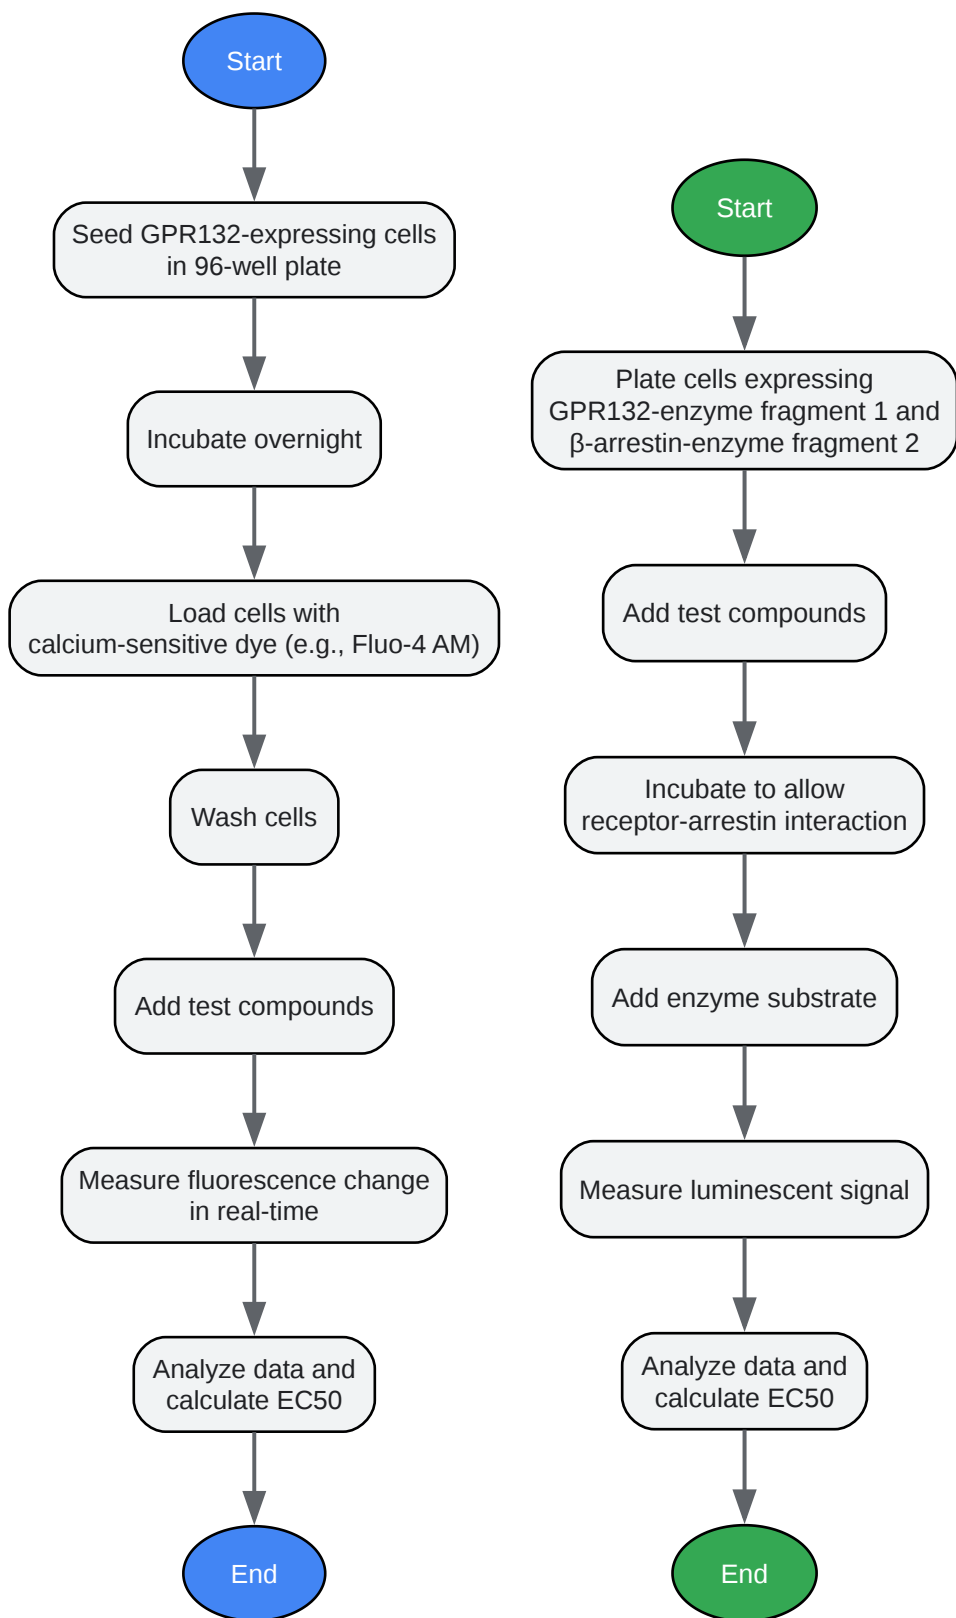 Start
Seed GPR132-expressing cells
in 96-well plate
Incubate overnight
Load cells with
calcium-sensitive dye (e.g., Fluo-4 AM)
Wash cells
Add test compounds
Measure fluorescence change
in real-time
Analyze data and
calculate EC50
End
Start
Plate cells expressing
GPR132-enzyme fragment 1 and
β-arrestin-enzyme fragment 2
Add test compounds
Incubate to allow
receptor-arrestin interaction
Add enzyme substrate
Measure luminescent signal
Analyze data and
calculate EC50
End